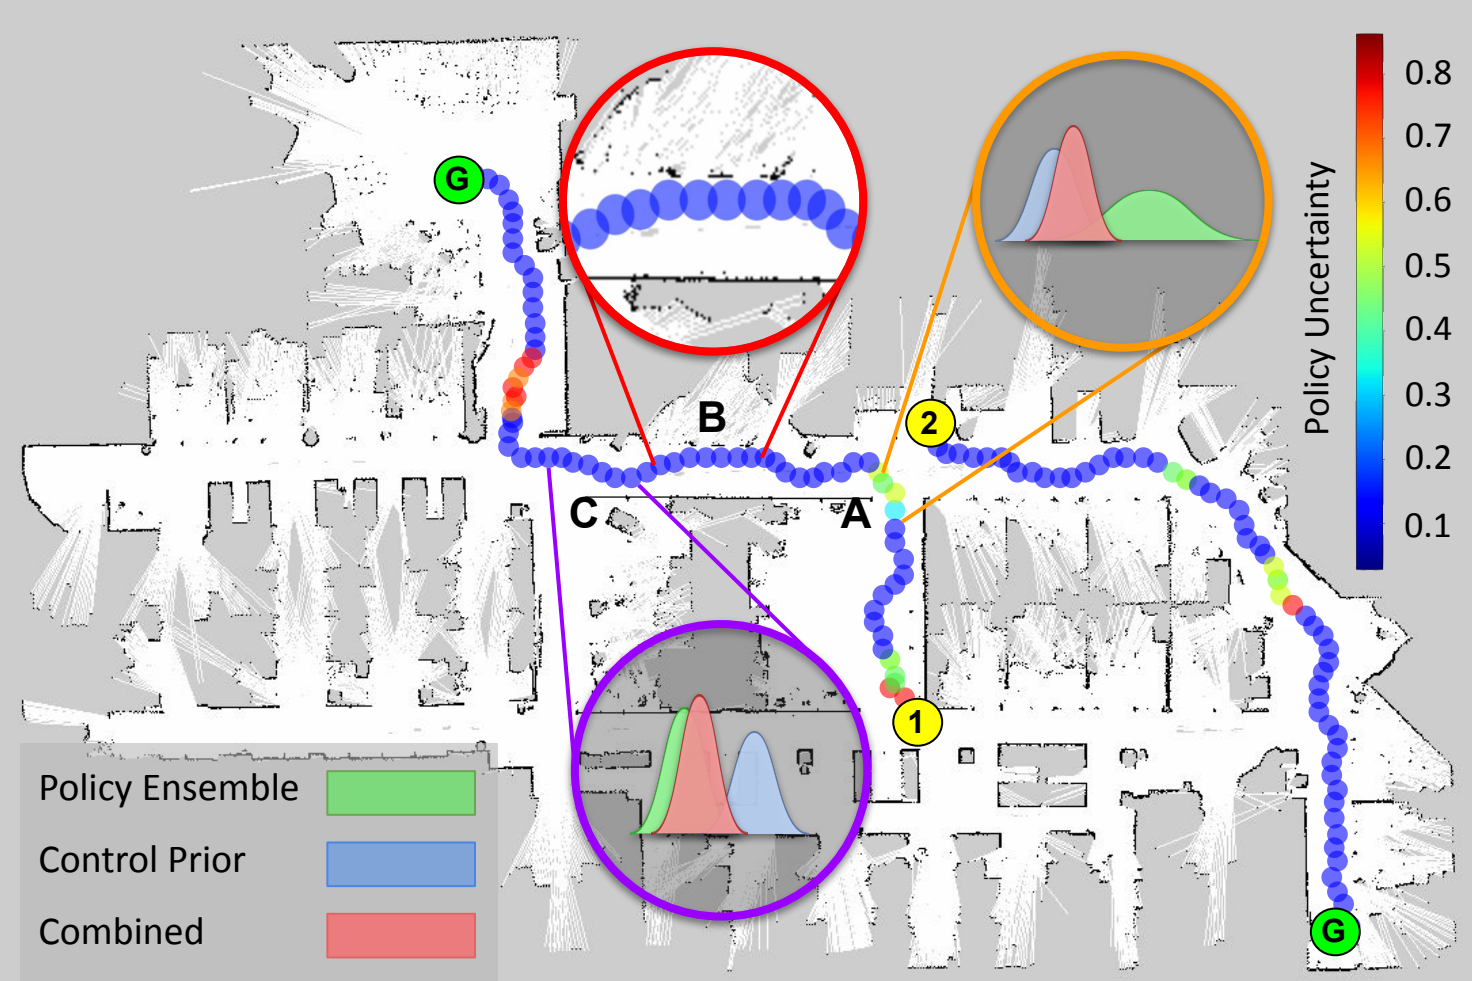 G
B
2
C
A
1
G
Policy Uncertainty
0.8
0.7
0.6
0.5
0.4
0.3
0.2
0.1
Policy Ensemble
Control Prior
Combined